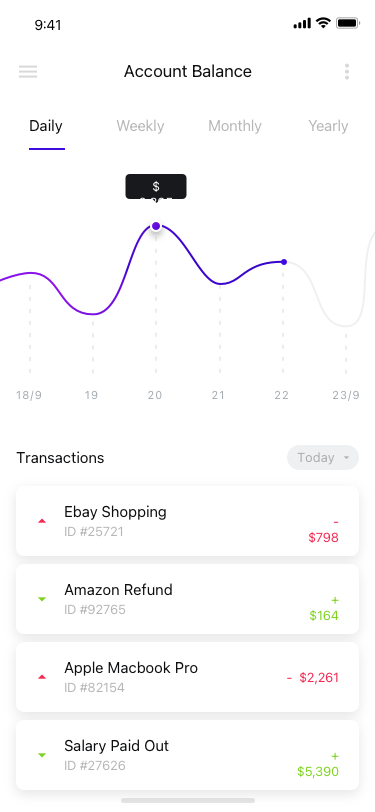 9:41
Account Balance
Daily Weekly Monthly Yearly
$
18/9 19 20 21 22 23/9
Transactions
Today
Ebay Shopping
ID #25721
-
$798
Amazon Refund
ID #92765
+
$164
Apple Macbook Pro
ID #82154
- $2,261
Salary Paid Out
ID #27626
+
$5,390